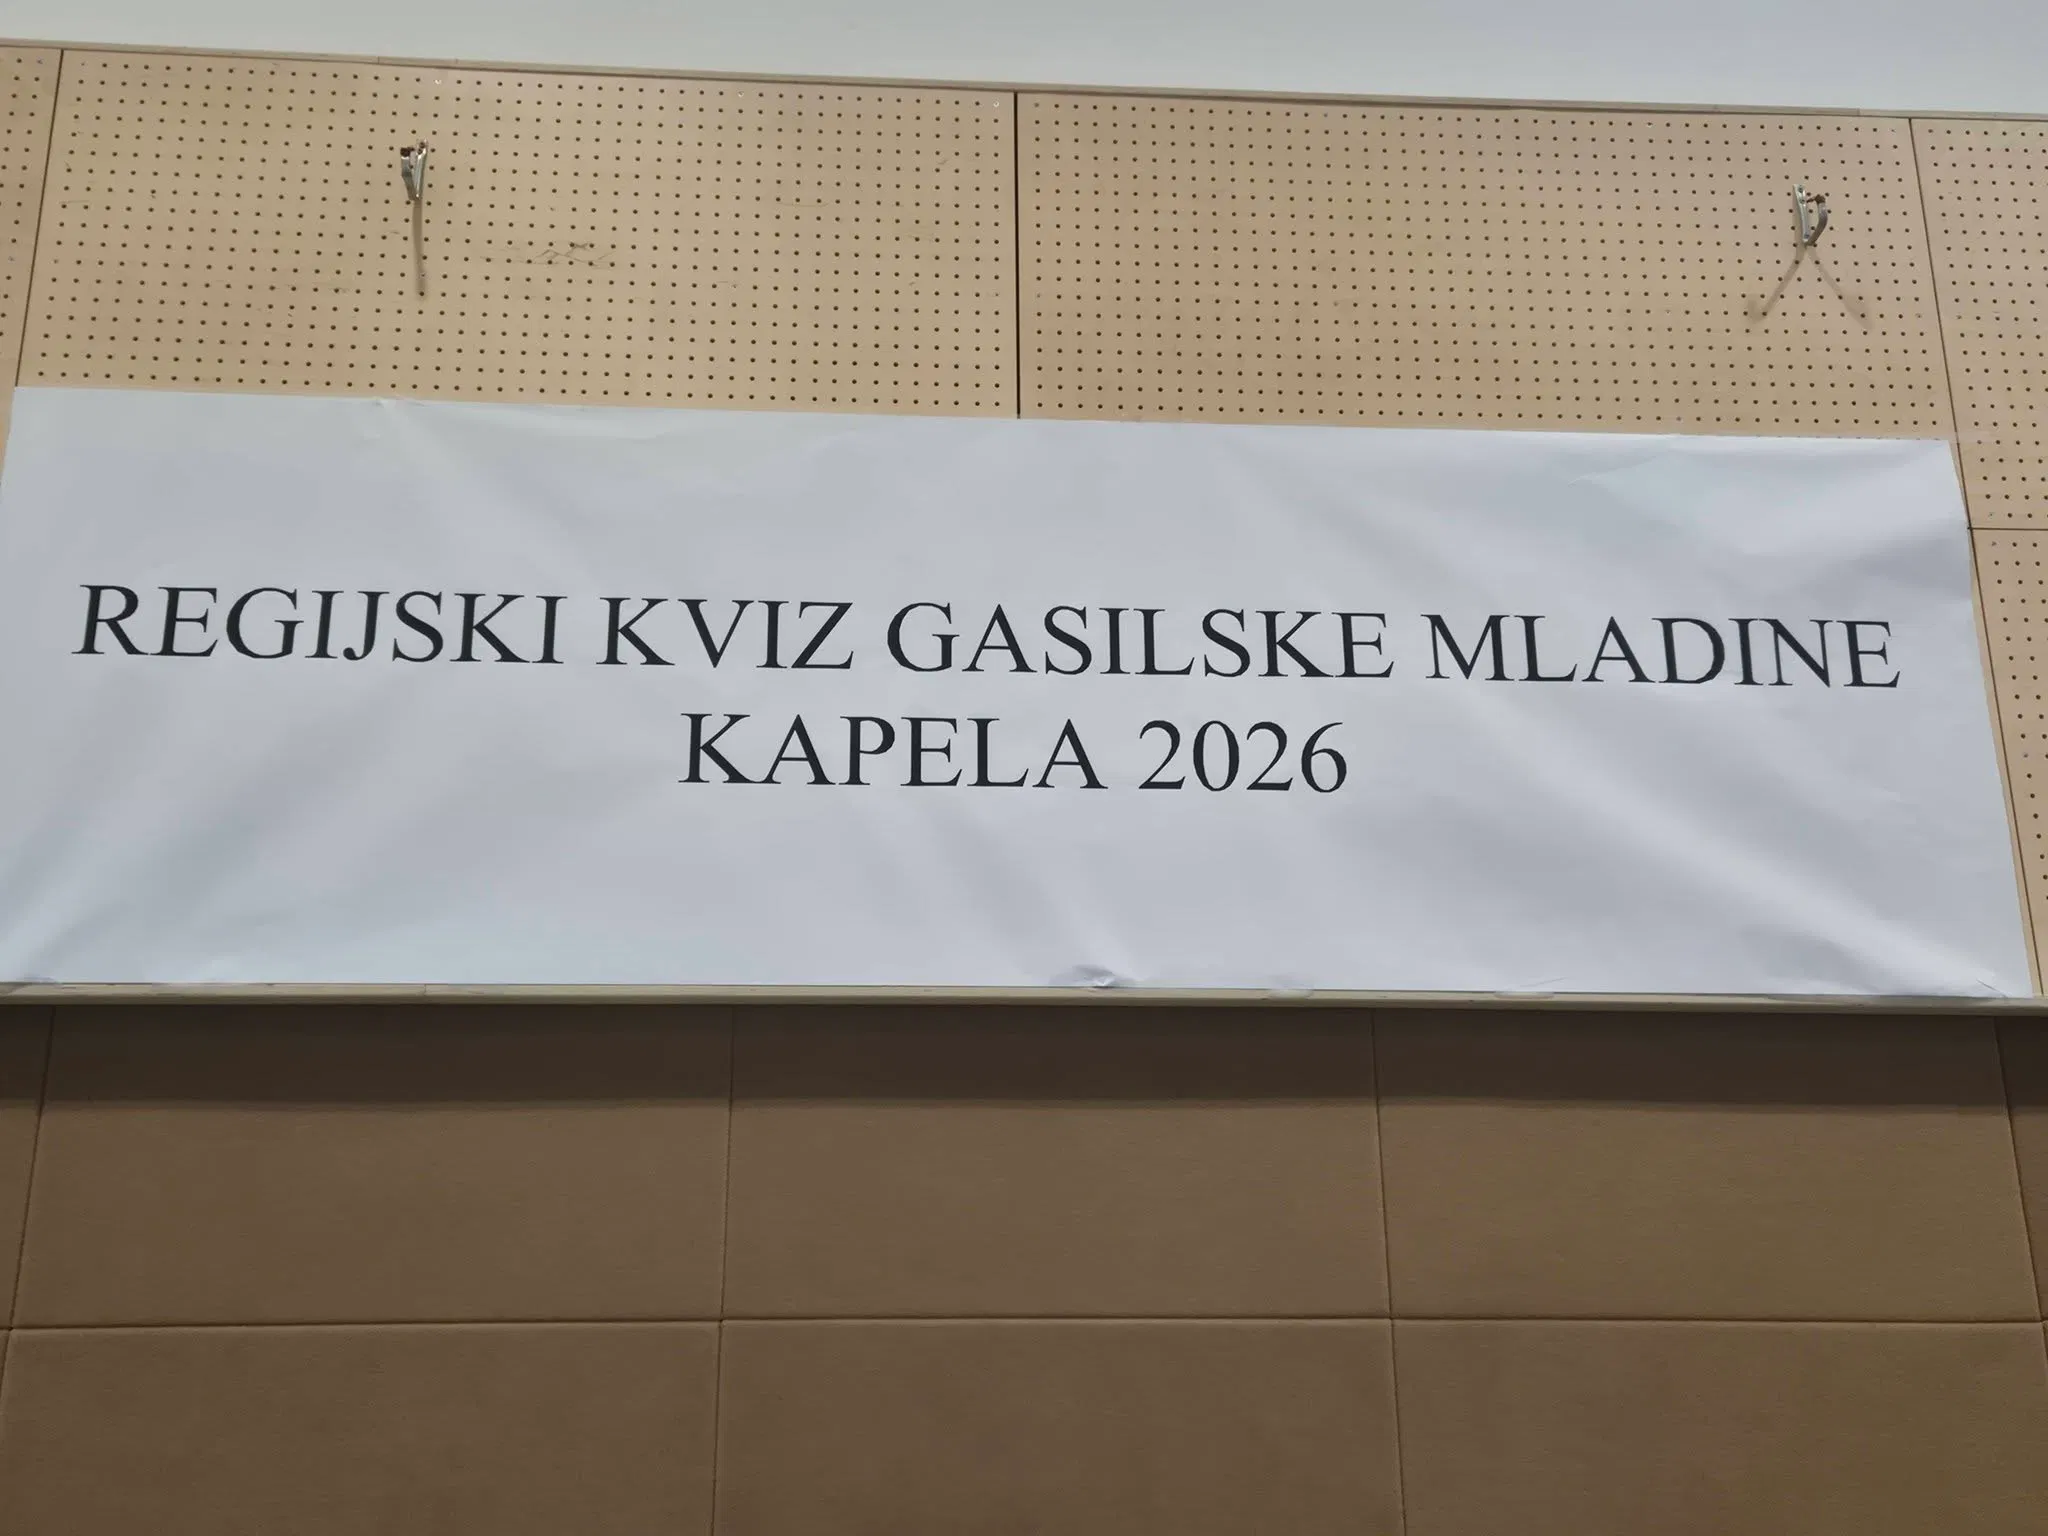 REGIJSKI KVIZ GASILSKE MLADINE
KAPELA 2026